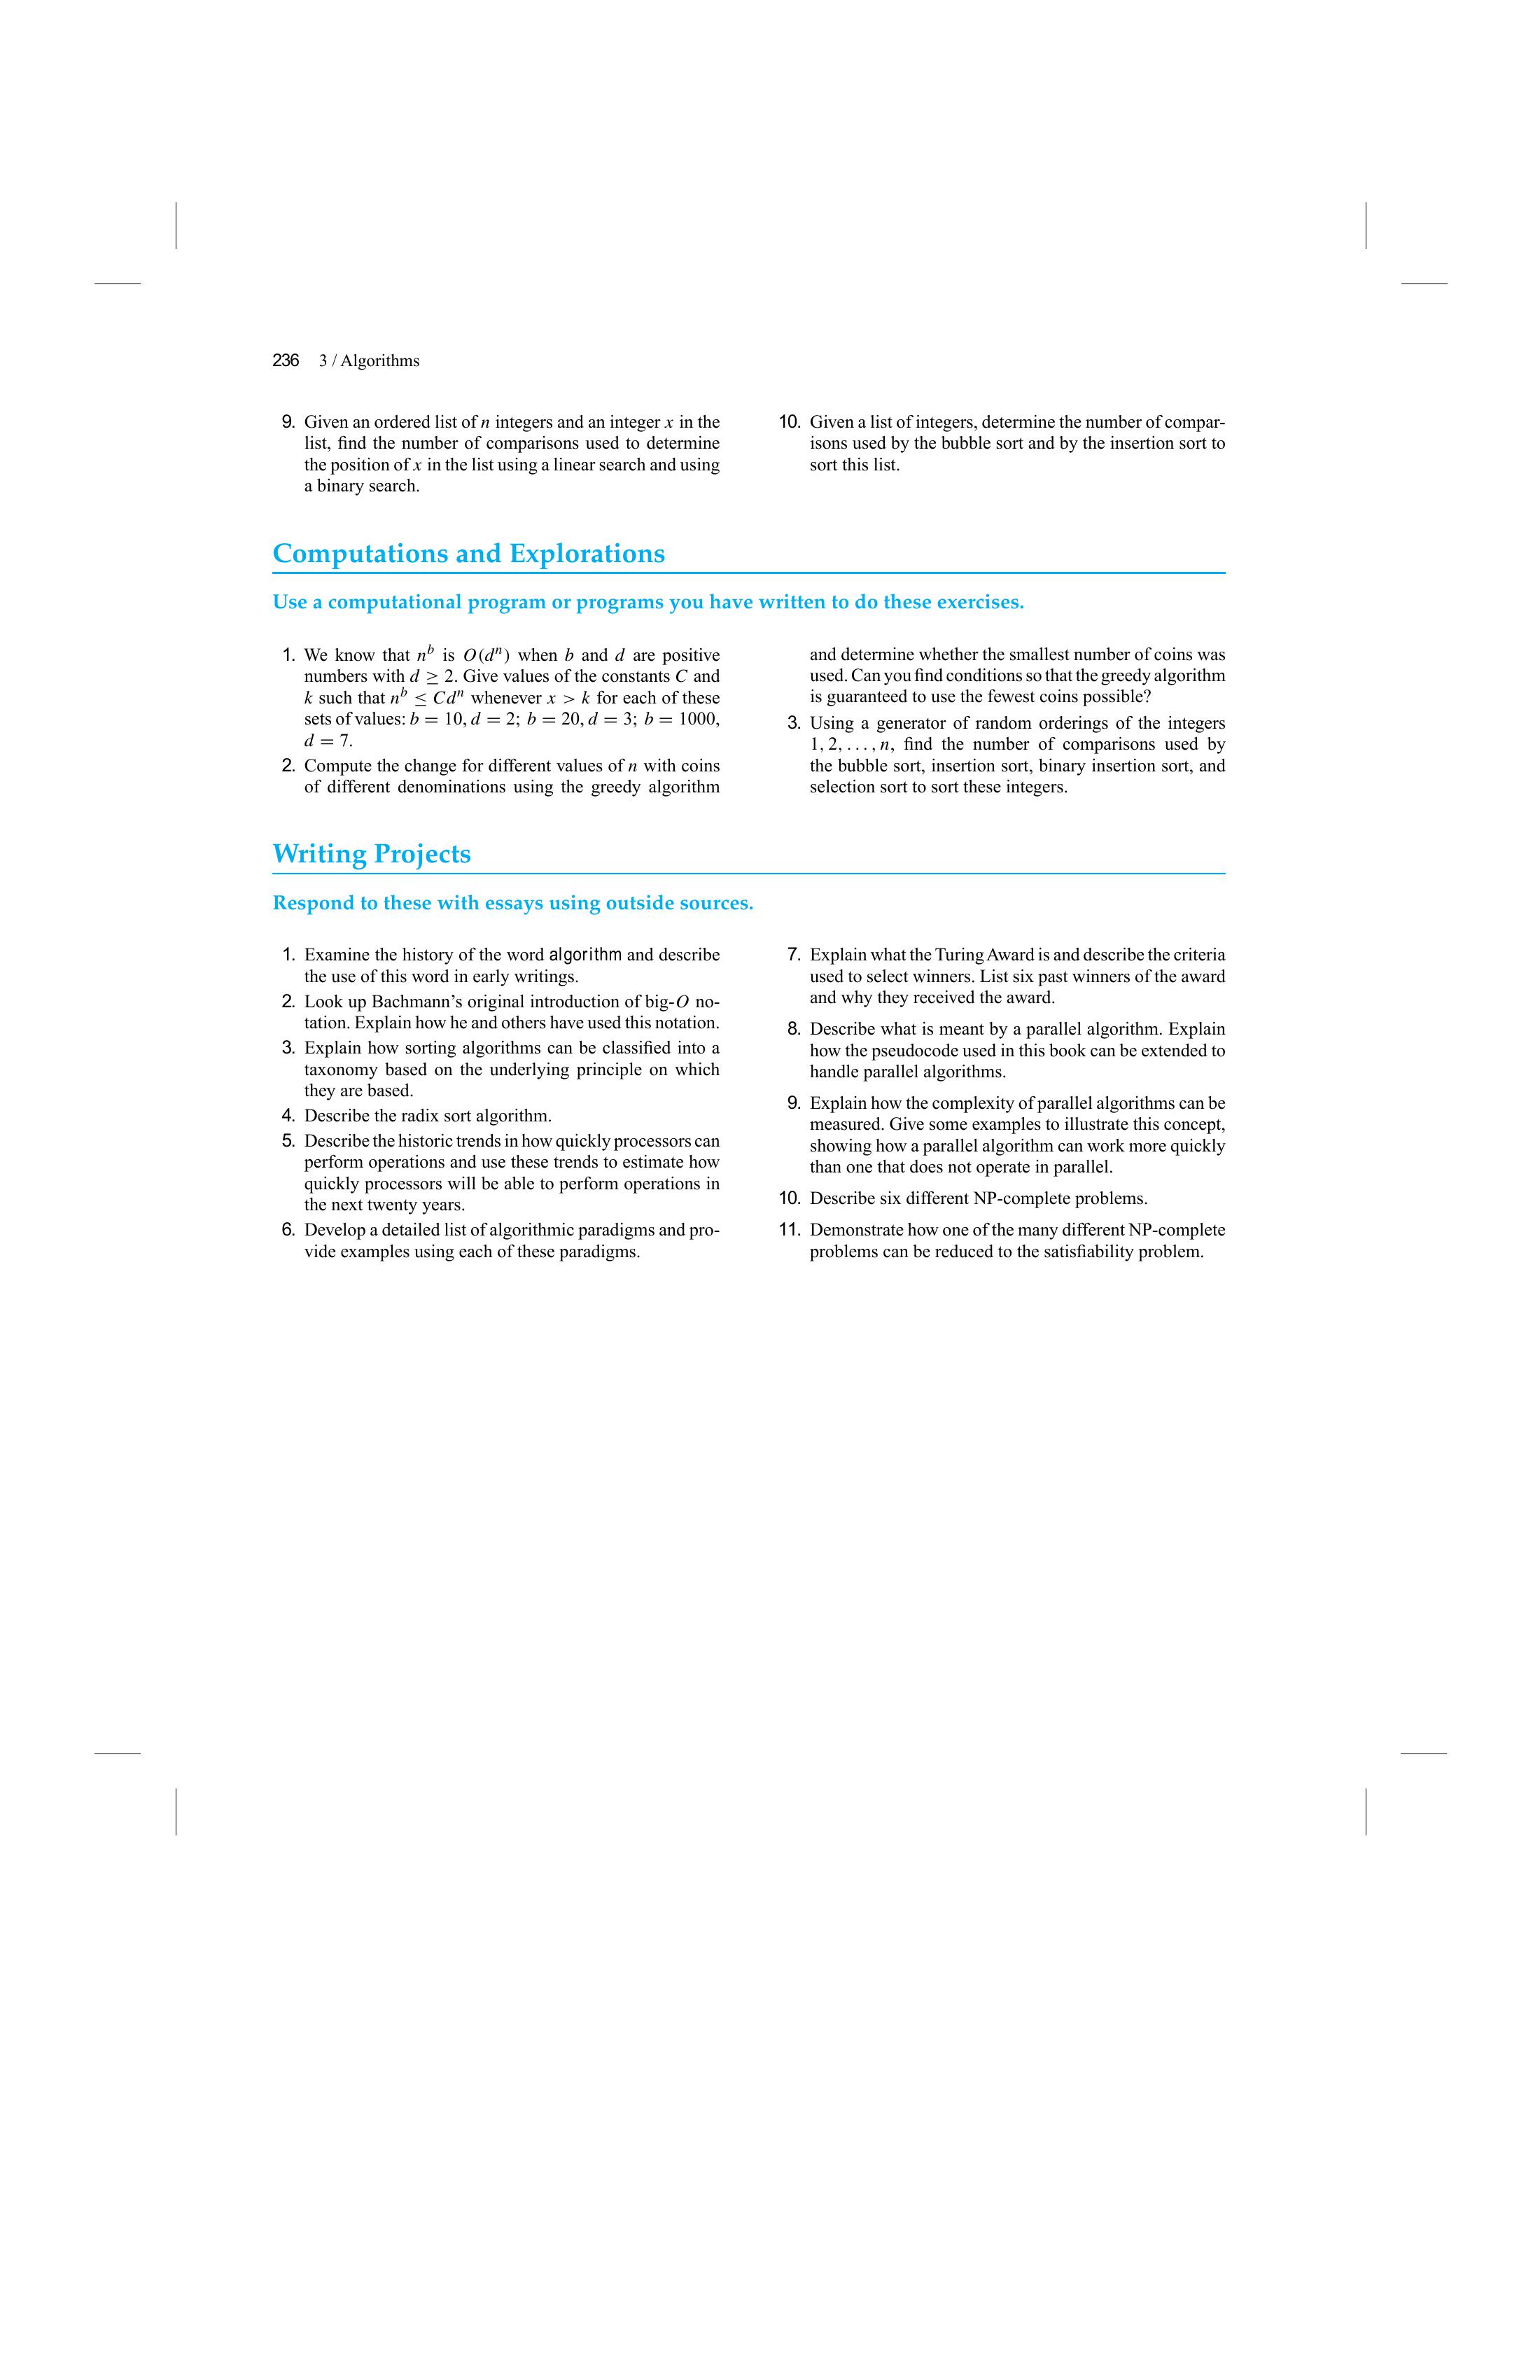 236 3 / Algorithms
9. Given an ordered list of n integers and an integer x in the
list, find the number of comparisons used to determine
the position of x in the list using a linear search and using
a binary search.
10. Given a list of integers, determine the number of compar-
isons used by the bubble sort and by the insertion sort to
sort this list.
Computations and Explorations
Use a computational program or programs you have written to do these exercises.
1. We know that n^b is O(d^n) when b and d are positive
numbers with d ≥ 2. Give values of the constants C and
k such that n^b ≤ Cd^n whenever x > k for each of these
sets of values: b = 10, d = 2; b = 20, d = 3; b = 1000,
d = 7.
2. Compute the change for different values of n with coins
of different denominations using the greedy algorithm
and determine whether the smallest number of coins was
used. Can you find conditions so that the greedy algorithm
is guaranteed to use the fewest coins possible?
3. Using a generator of random orderings of the integers
1, 2, . . . , n, find the number of comparisons used by
the bubble sort, insertion sort, binary insertion sort, and
selection sort to sort these integers.
Writing Projects
Respond to these with essays using outside sources.
1. Examine the history of the word algorithm and describe
the use of this word in early writings.
2. Look up Bachmann's original introduction of big-O no-
tation. Explain how he and others have used this notation.
3. Explain how sorting algorithms can be classified into a
taxonomy based on the underlying principle on which
they are based.
4. Describe the radix sort algorithm.
5. Describe the historic trends in how quickly processors can
perform operations and use these trends to estimate how
quickly processors will be able to perform operations in
the next twenty years.
6. Develop a detailed list of algorithmic paradigms and pro-
vide examples using each of these paradigms.
7. Explain what the Turing Award is and describe the criteria
used to select winners. List six past winners of the award
and why they received the award.
8. Describe what is meant by a parallel algorithm. Explain
how the pseudocode used in this book can be extended to
handle parallel algorithms.
9. Explain how the complexity of parallel algorithms can be
measured. Give some examples to illustrate this concept,
showing how a parallel algorithm can work more quickly
than one that does not operate in parallel.
10. Describe six different NP-complete problems.
11. Demonstrate how one of the many different NP-complete
problems can be reduced to the satisfiability problem.